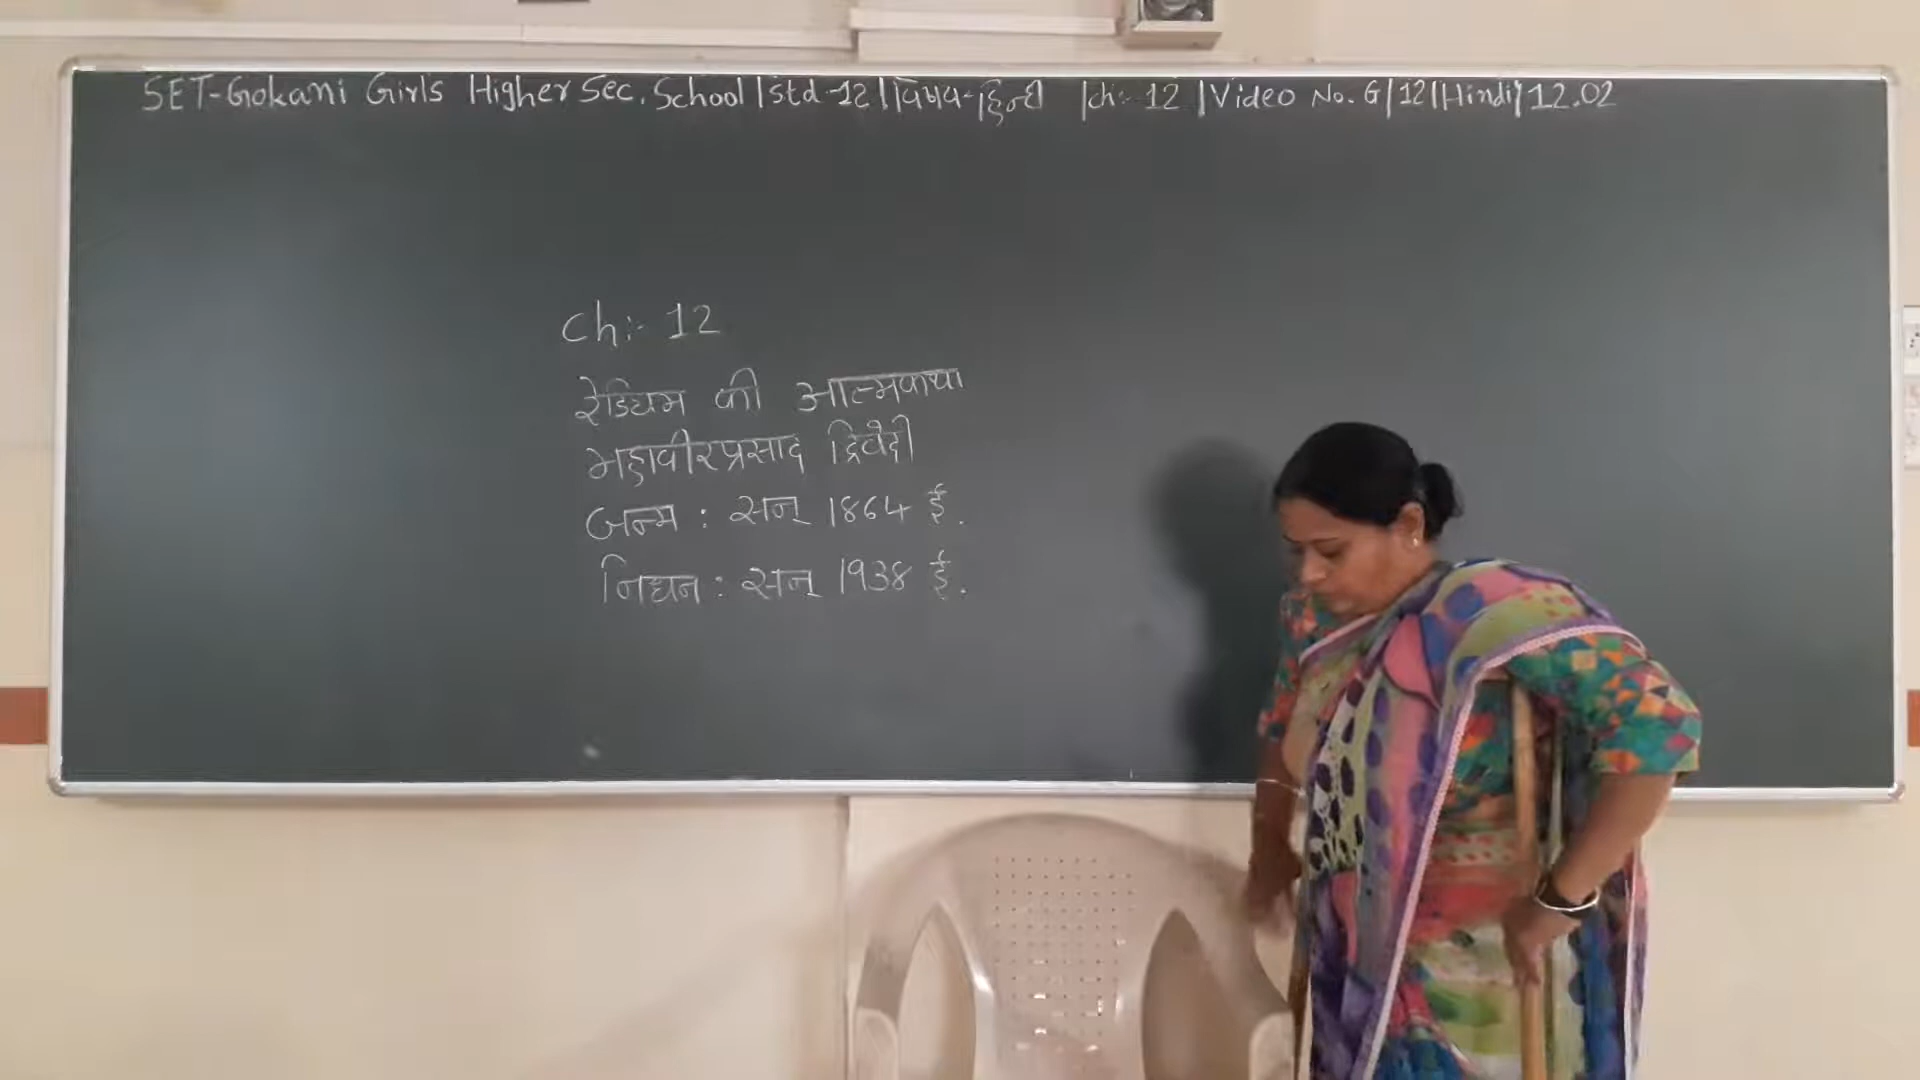 SET-Gokani Girls Higher Sec. School | std-12 | विषय-हिन्दी | ch:- 12 | Video No. G/12/Hindi/12.02
ch:- 12
रेडियम की आत्मकथा
महावीरप्रसाद द्विवेदी
जन्म : सन् 1864 ई.
निधन : सन् 1938 ई.